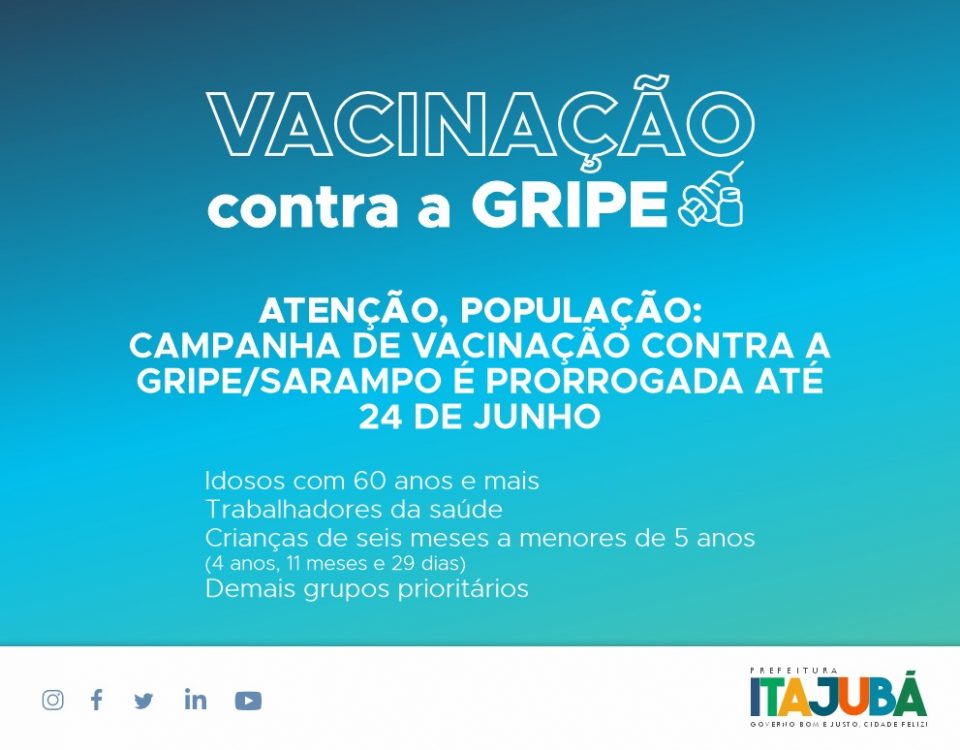 VACINAÇÃO
contra a GRIPE
ATENÇÃO, POPULAÇÃO:
CAMPANHA DE VACINAÇÃO CONTRA A
GRIPE/SARAMPO É PRORROGADA ATÉ
24 DE JUNHO
Idosos com 60 anos e mais
Trabalhadores da saúde
Crianças de seis meses a menores de 5 anos
(4 anos, 11 meses e 29 dias)
Demais grupos prioritários
PREFEITURA
ITAJUBÁ
GOVERNO BOM E JUSTO, CIDADE FELIZ!